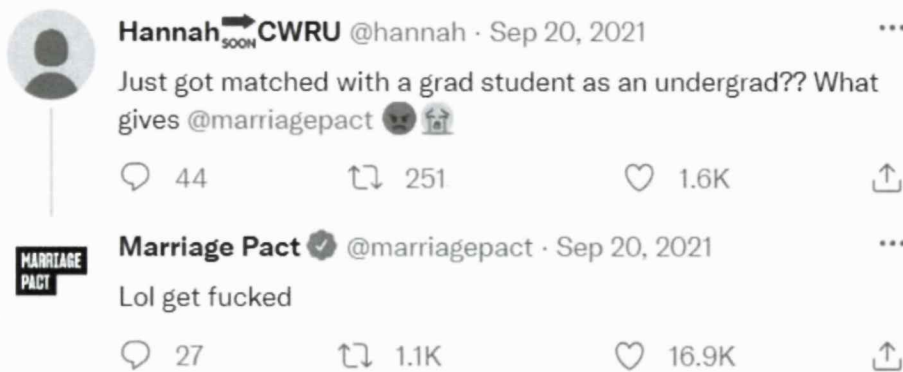 Hannah🔜CWRU @hannah · Sep 20, 2021 ...
Just got matched with a grad student as an undergrad?? What
gives @marriagepact 😡😭
44 251 1.6K
Marriage Pact @marriagepact · Sep 20, 2021 ...
MARRIAGE
PACT
Lol get fucked
27 1.1K 16.9K